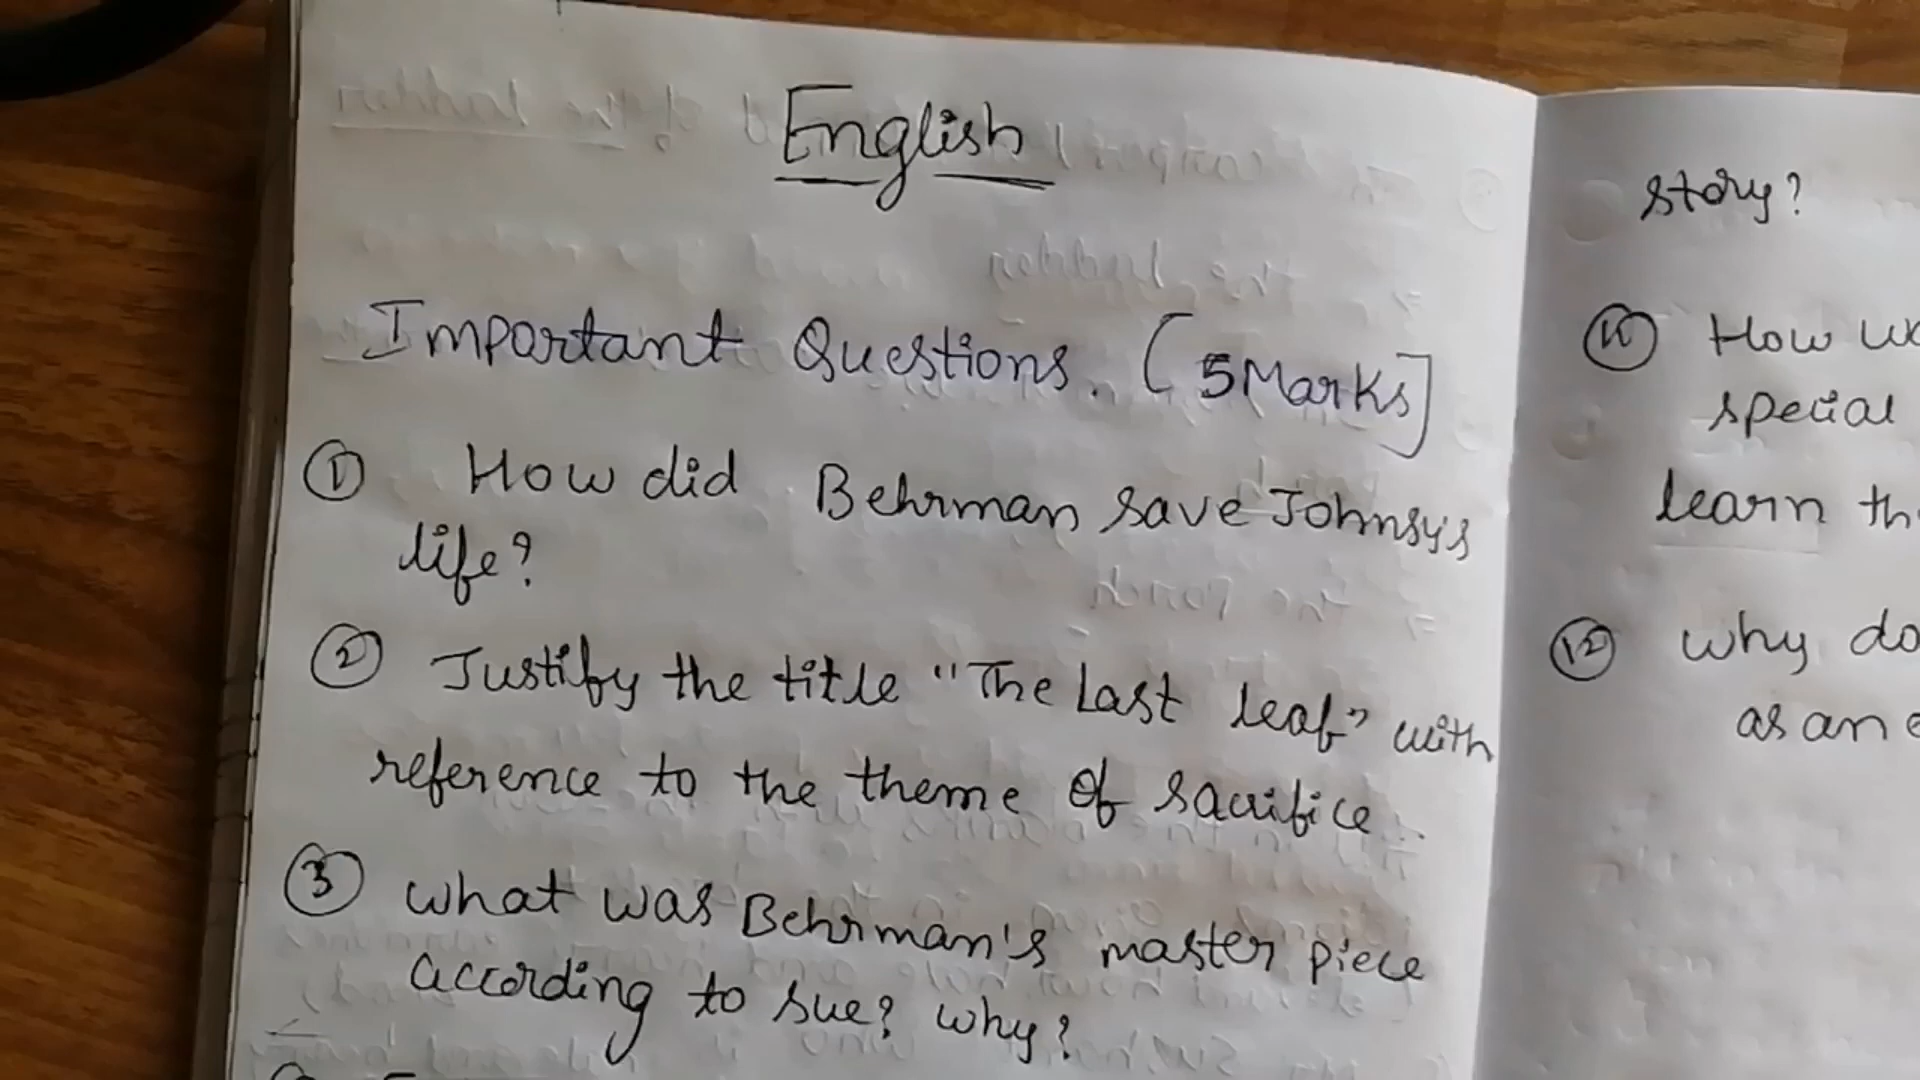 English
Important Questions. [5 Marks]
① How did Behrman save Johnsy's
life?
② Justify the title "The Last leaf" with
reference to the theme of sacrifice.
③ what was Behrman's master piece
according to sue? why?
story?
⑪ How
special
learn
⑫ why do
as an